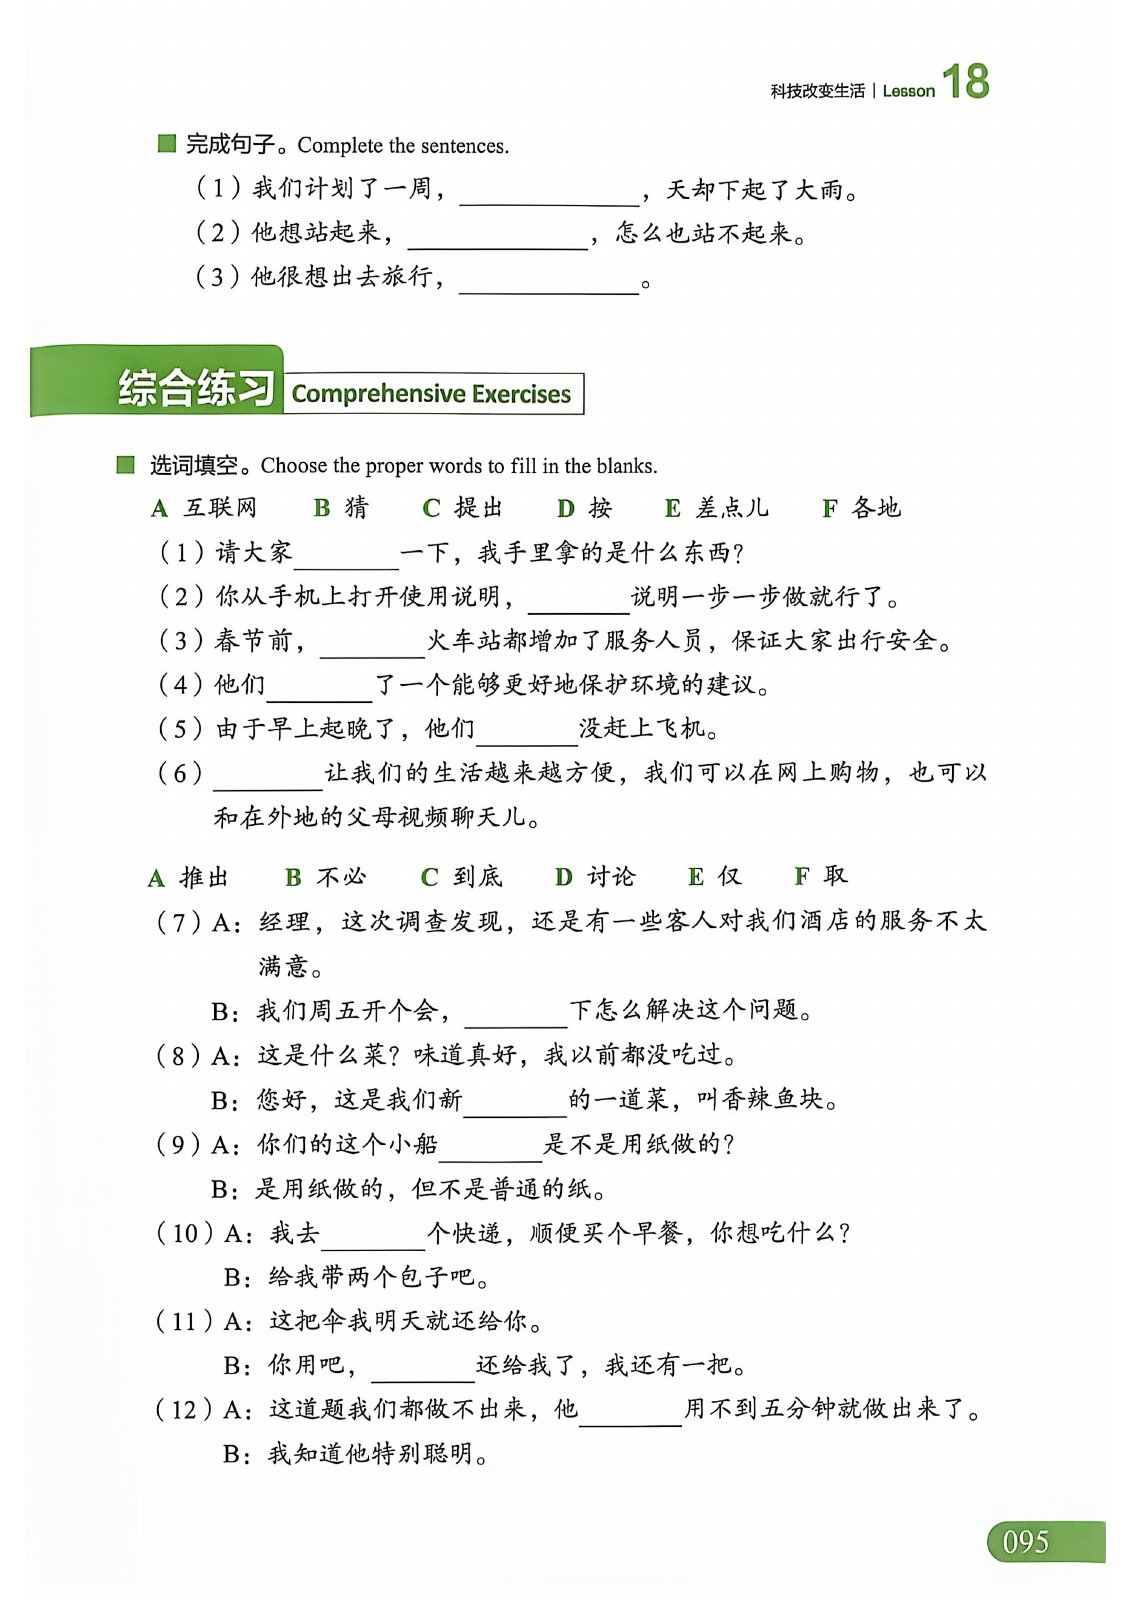 科技改变生活 | Lesson 18
■ 完成句子。Complete the sentences.
（1）我们计划了一周，______________，天却下起了大雨。
（2）他想站起来，______________，怎么也站不起来。
（3）他很想出去旅行，______________。
综合练习 Comprehensive Exercises
■ 选词填空。Choose the proper words to fill in the blanks.
A 互联网 B 猜 C 提出 D 按 E 差点儿 F 各地
（1）请大家________一下，我手里拿的是什么东西？
（2）你从手机上打开使用说明，________说明一步一步做就行了。
（3）春节前，________火车站都增加了服务人员，保证大家出行安全。
（4）他们________了一个能够更好地保护环境的建议。
（5）由于早上起晚了，他们________没赶上飞机。
（6）________让我们的生活越来越方便，我们可以在网上购物，也可以
和在外地的父母视频聊天儿。
A 推出 B 不必 C 到底 D 讨论 E 仅 F 取
（7）A：经理，这次调查发现，还是有一些客人对我们酒店的服务不太
满意。
B：我们周五开个会，________下怎么解决这个问题。
（8）A：这是什么菜？味道真好，我以前都没吃过。
B：您好，这是我们新________的一道菜，叫香辣鱼块。
（9）A：你们的这个小船________是不是用纸做的？
B：是用纸做的，但不是普通的纸。
（10）A：我去________个快递，顺便买个早餐，你想吃什么？
B：给我带两个包子吧。
（11）A：这把伞我明天就还给你。
B：你用吧，________还给我了，我还有一把。
（12）A：这道题我们都做不出来，他________用不到五分钟就做出来了。
B：我知道他特别聪明。
095